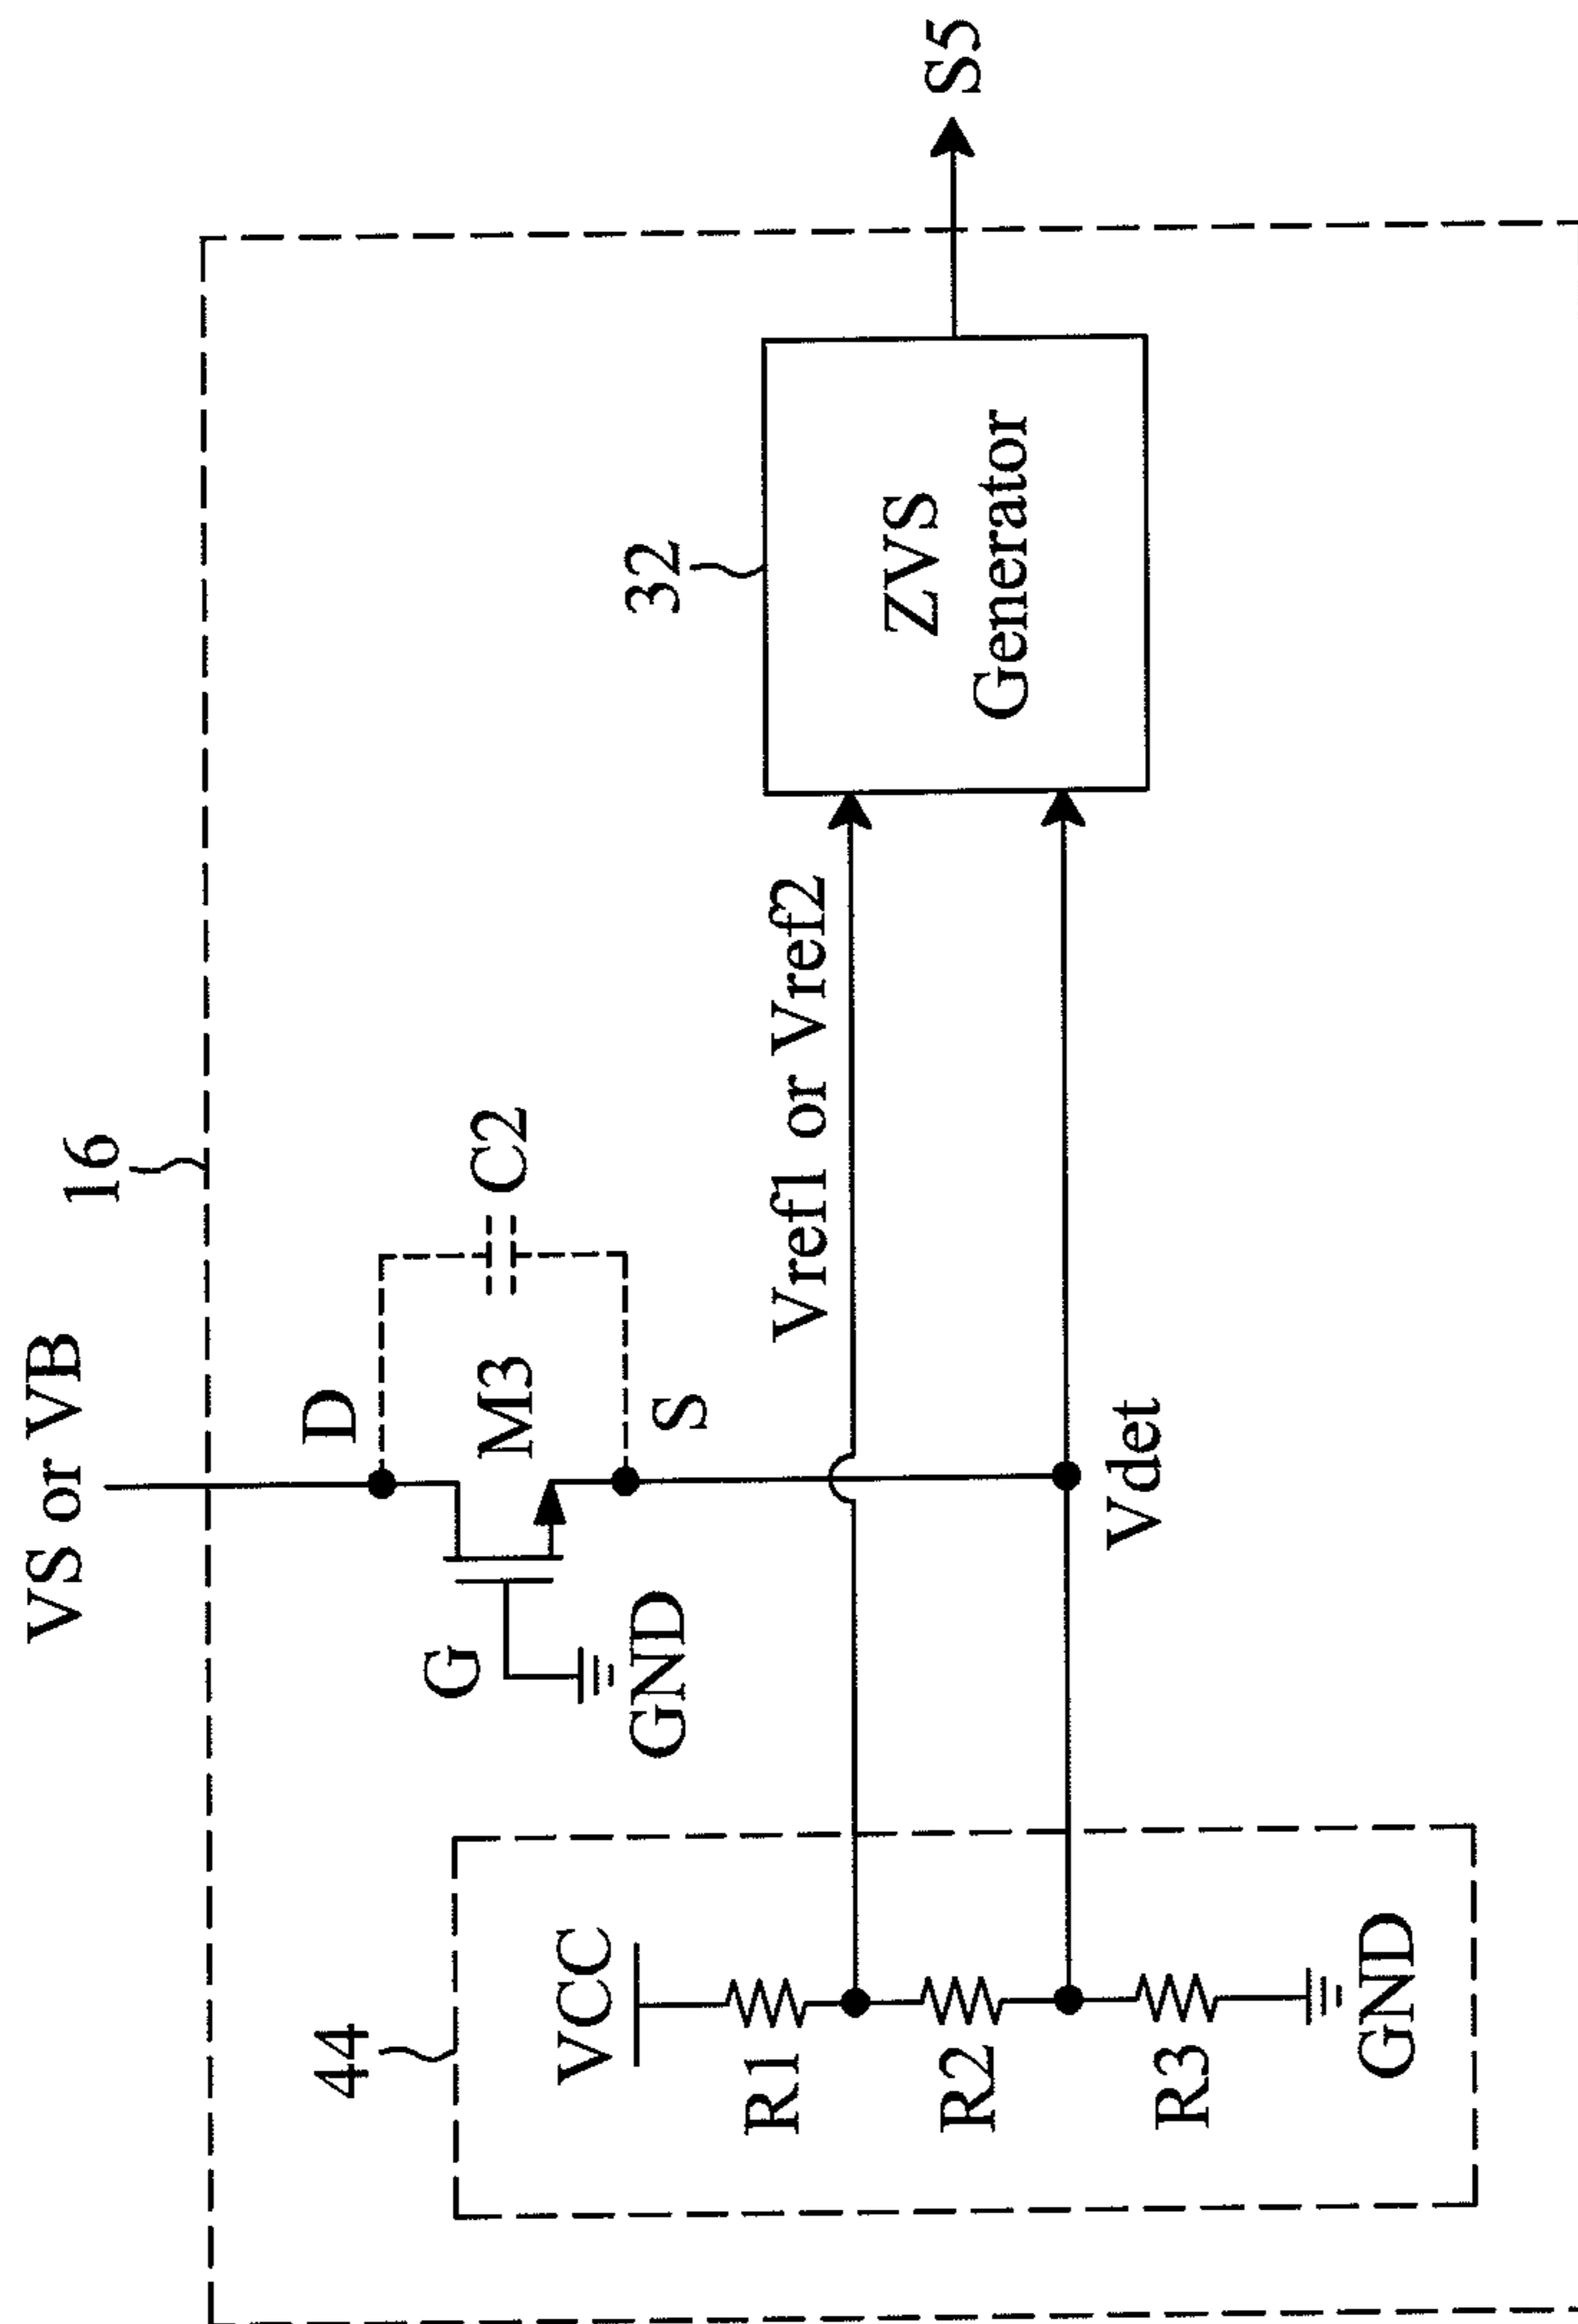 VS or VB
16
D
G
M3
C2
GND
S
44
VCC
R1
R2
R3
GND
Vref1 or Vref2
Vdet
32
ZVS
Generator
S5